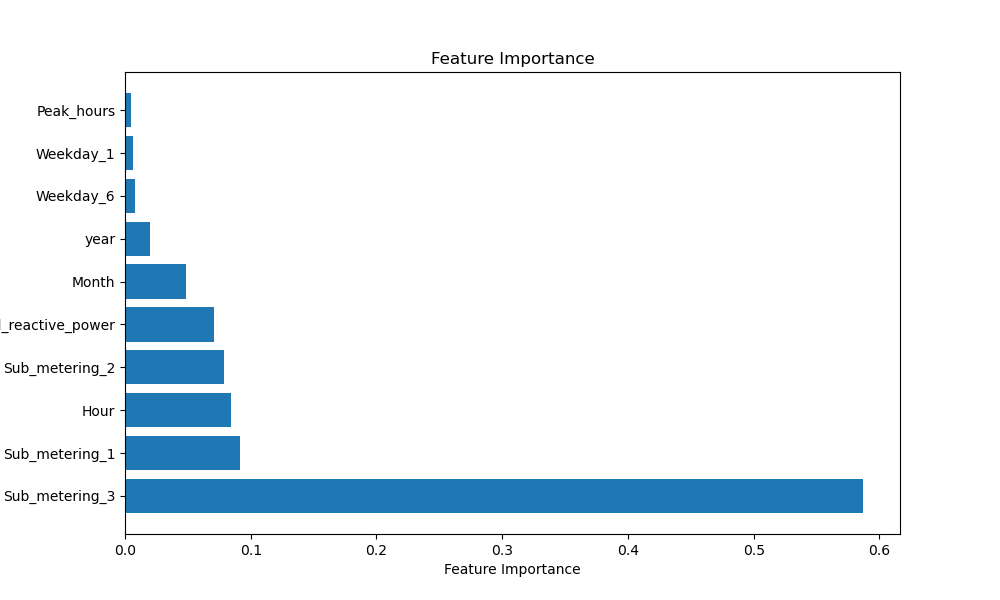 Feature Importance
Peak_hours
Weekday_1
Weekday_6
year
Month
l_reactive_power
Sub_metering_2
Hour
Sub_metering_1
Sub_metering_3
0.0 0.1 0.2 0.3 0.4 0.5 0.6
Feature Importance